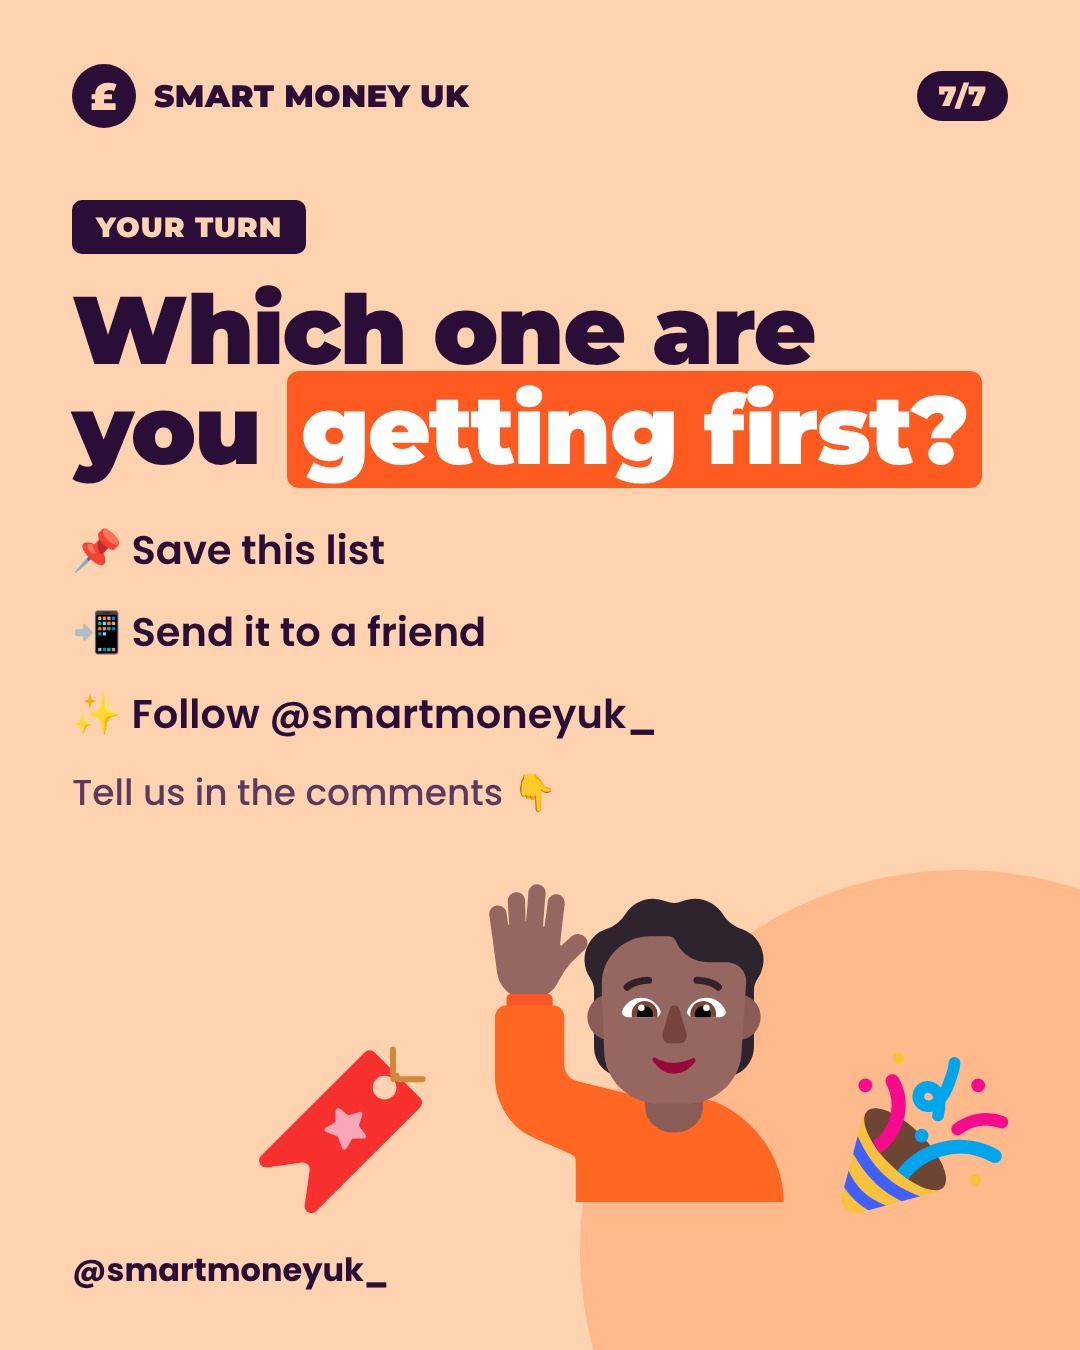 £ SMART MONEY UK
7/7
YOUR TURN
Which one are
you getting first?
📌 Save this list
📲 Send it to a friend
✨ Follow @smartmoneyuk_
Tell us in the comments 👇
@smartmoneyuk_